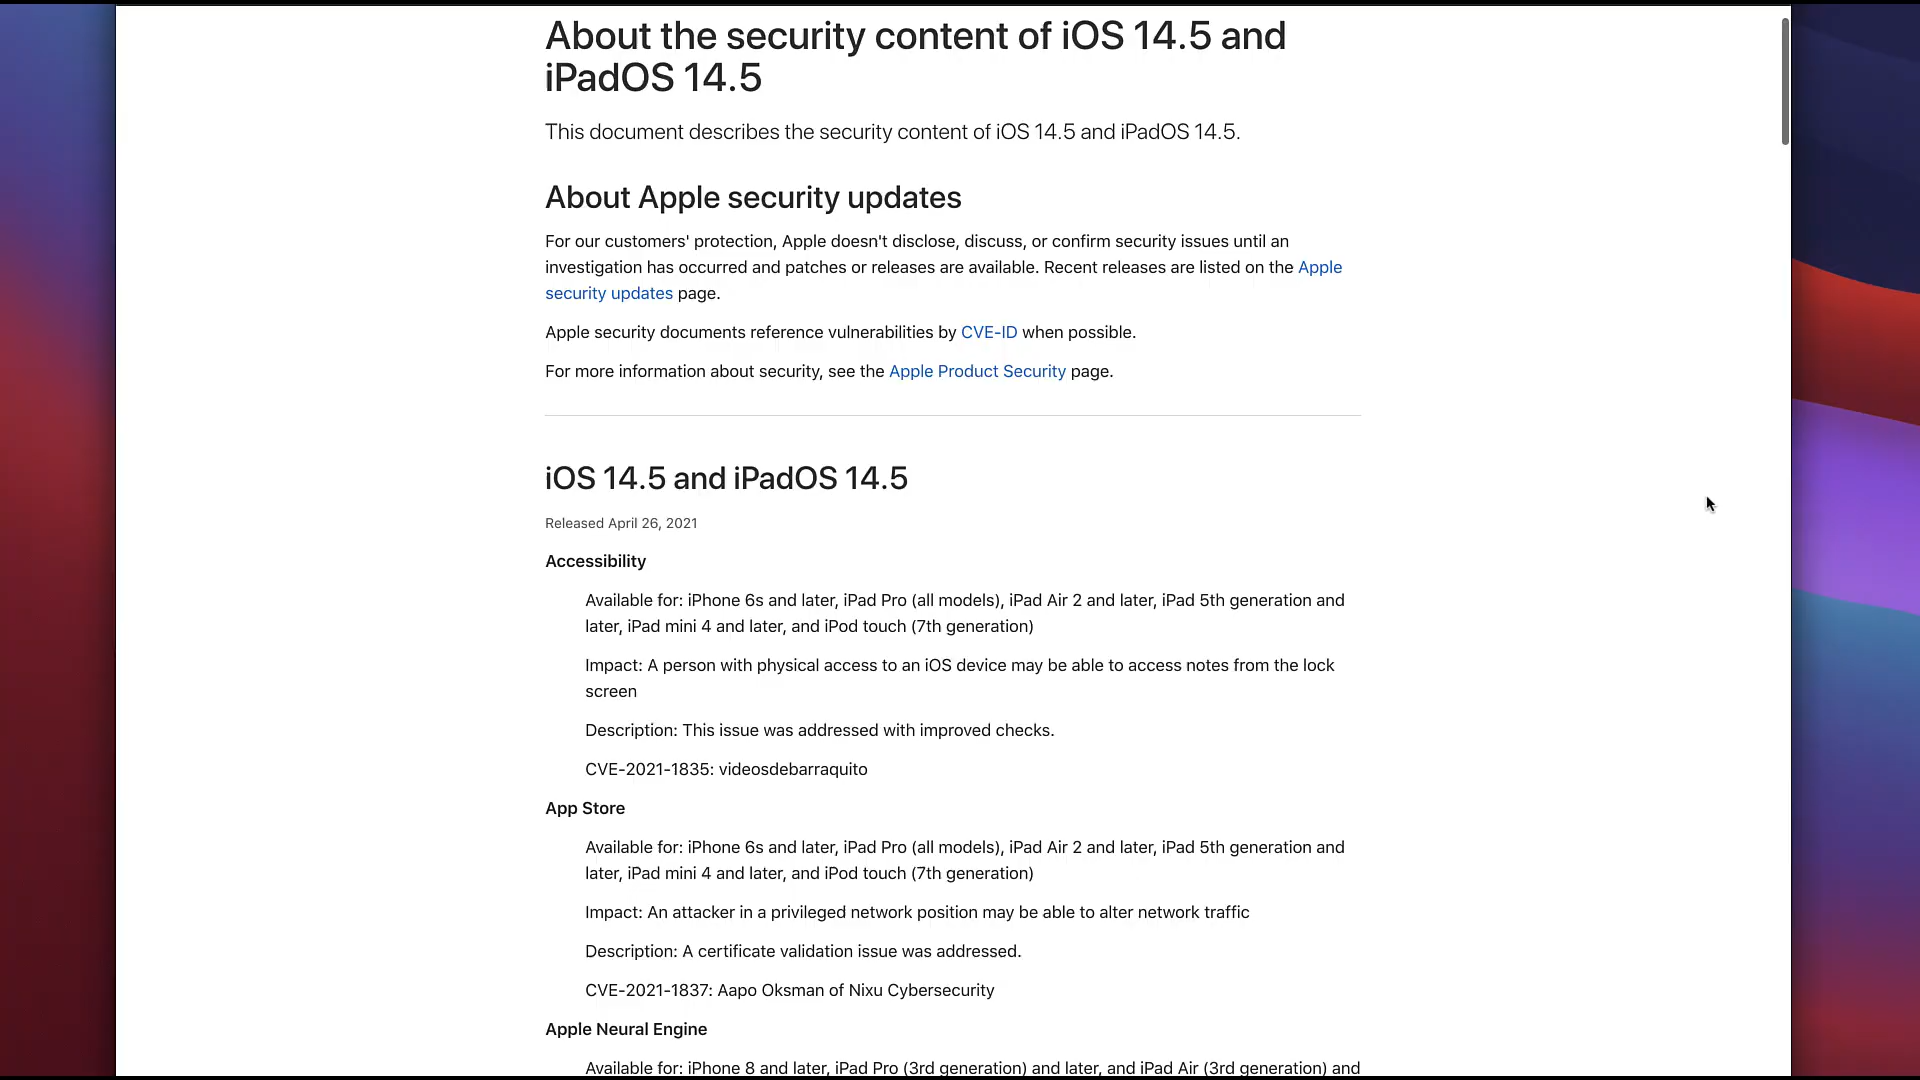 About the security content of iOS 14.5 and
iPadOS 14.5
This document describes the security content of iOS 14.5 and iPadOS 14.5.
About Apple security updates
For our customers' protection, Apple doesn't disclose, discuss, or confirm security issues until an
investigation has occurred and patches or releases are available. Recent releases are listed on the Apple
security updates page.
Apple security documents reference vulnerabilities by CVE-ID when possible.
For more information about security, see the Apple Product Security page.
iOS 14.5 and iPadOS 14.5
Released April 26, 2021
Accessibility
Available for: iPhone 6s and later, iPad Pro (all models), iPad Air 2 and later, iPad 5th generation and
later, iPad mini 4 and later, and iPod touch (7th generation)
Impact: A person with physical access to an iOS device may be able to access notes from the lock
screen
Description: This issue was addressed with improved checks.
CVE-2021-1835: videosdebarraquito
App Store
Available for: iPhone 6s and later, iPad Pro (all models), iPad Air 2 and later, iPad 5th generation and
later, iPad mini 4 and later, and iPod touch (7th generation)
Impact: An attacker in a privileged network position may be able to alter network traffic
Description: A certificate validation issue was addressed.
CVE-2021-1837: Aapo Oksman of Nixu Cybersecurity
Apple Neural Engine
Available for: iPhone 8 and later, iPad Pro (3rd generation) and later, and iPad Air (3rd generation) and